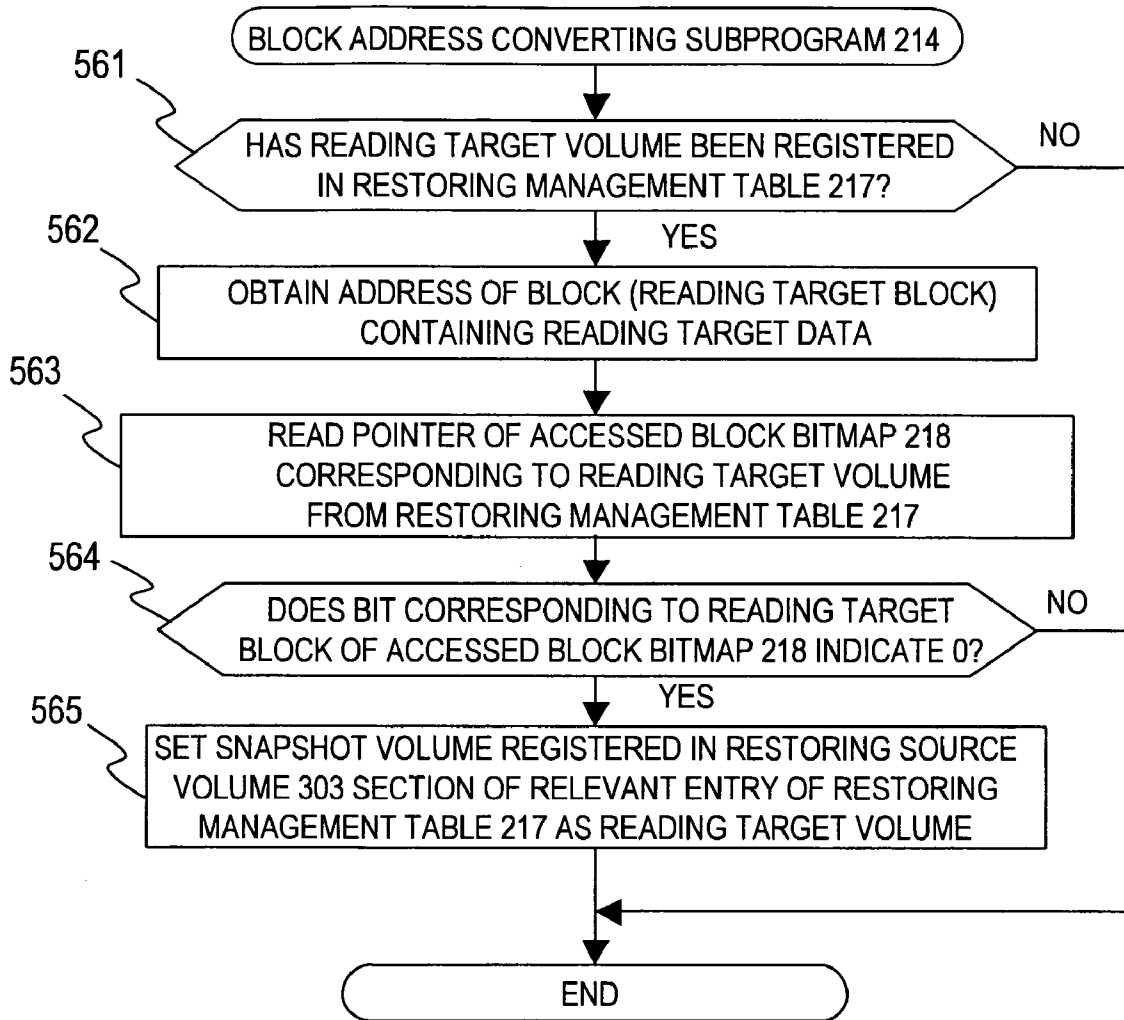 BLOCK ADDRESS CONVERTING SUBPROGRAM 214
561
HAS READING TARGET VOLUME BEEN REGISTERED
IN RESTORING MANAGEMENT TABLE 217?
NO
YES
562
OBTAIN ADDRESS OF BLOCK (READING TARGET BLOCK)
CONTAINING READING TARGET DATA
563
READ POINTER OF ACCESSED BLOCK BITMAP 218
CORRESPONDING TO READING TARGET VOLUME
FROM RESTORING MANAGEMENT TABLE 217
564
DOES BIT CORRESPONDING TO READING TARGET
BLOCK OF ACCESSED BLOCK BITMAP 218 INDICATE 0?
NO
YES
565
SET SNAPSHOT VOLUME REGISTERED IN RESTORING SOURCE
VOLUME 303 SECTION OF RELEVANT ENTRY OF RESTORING
MANAGEMENT TABLE 217 AS READING TARGET VOLUME
END